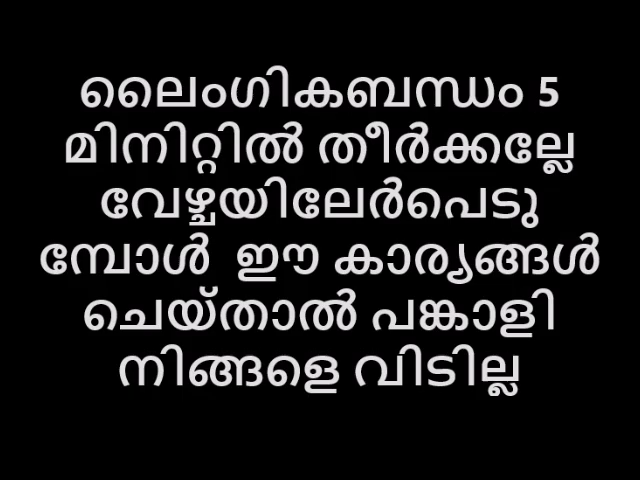 ലൈംഗികബന്ധം 5
മിനിറ്റിൽ തീർക്കല്ലേ
വേഴ്ചയിലേർപെടു
മ്പോൾ ഈ കാര്യങ്ങൾ
ചെയ്താൽ പങ്കാളി
നിങ്ങളെ വിടില്ല